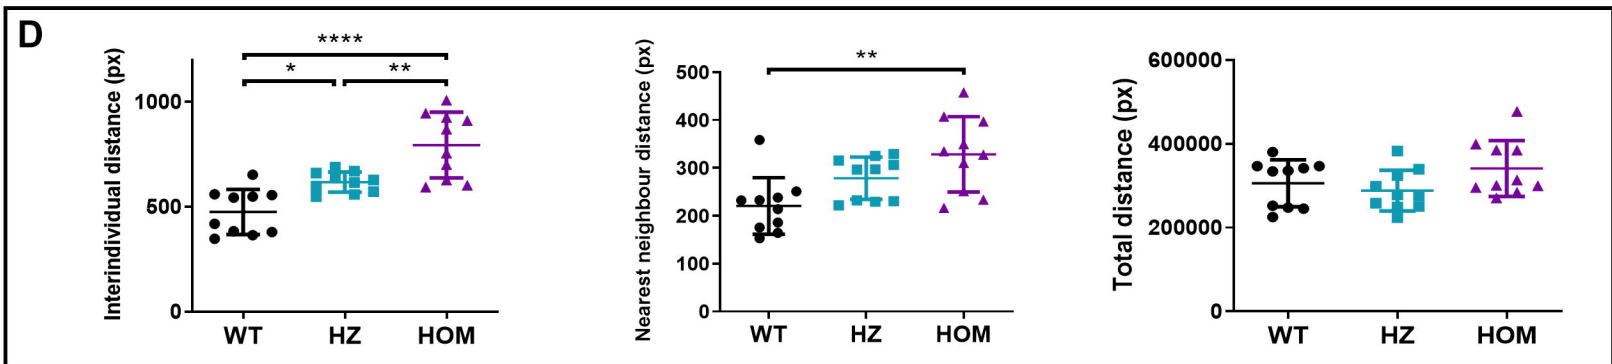 D
Interindividual distance (px)
1000
500
0
****
*
**
WT HZ HOM
Nearest neighbour distance (px)
500
400
300
200
100
0
**
WT HZ HOM
Total distance (px)
600000
400000
200000
0
WT HZ HOM